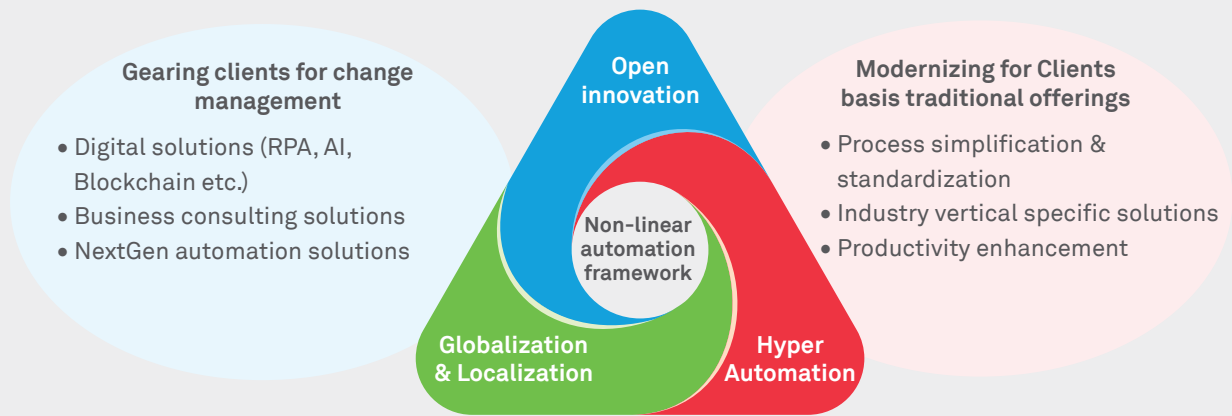 Gearing clients for change
management
• Digital solutions (RPA, AI,
Blockchain etc.)
• Business consulting solutions
• NextGen automation solutions
Open
innovation
Non-linear
automation
framework
Globalization
& Localization
Hyper
Automation
Modernizing for Clients
basis traditional offerings
• Process simplification &
standardization
• Industry vertical specific solutions
• Productivity enhancement